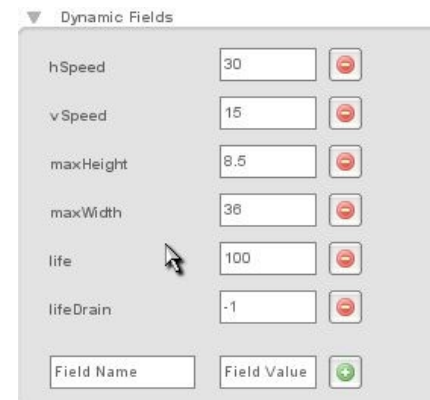 Dynamic Fields
hSpeed 30
vSpeed 15
maxHeight 8.5
maxWidth 36
life 100
lifeDrain -1
Field Name Field Value